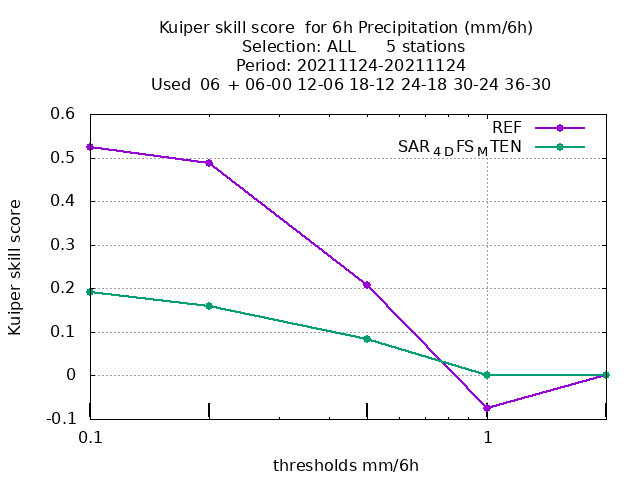 Kuiper skill score  for 6h Precipitation (mm/6h)
Selection: ALL      5 stations
Period: 20211124-20211124
Used  06 + 06-00 12-06 18-12 24-18 30-24 36-30
REF
SAR4DFSMTEN
0.6
0.5
0.4
0.3
0.2
0.1
0
-0.1
0.1
1
Kuiper skill score
thresholds mm/6h